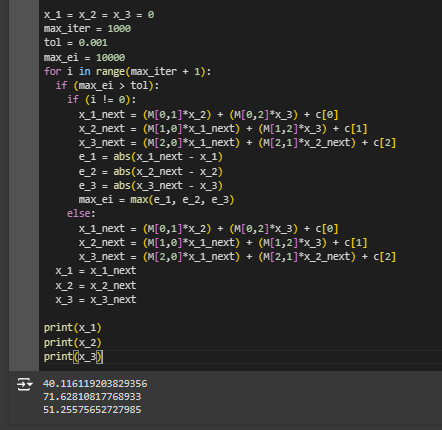 x_1 = x_2 = x_3 = 0
max_iter = 1000
tol = 0.001
max_ei = 10000
for i in range(max_iter + 1):
  if (max_ei > tol):
    if (i != 0):
      x_1_next = (M[0,1]*x_2) + (M[0,2]*x_3) + c[0]
      x_2_next = (M[1,0]*x_1_next) + (M[1,2]*x_3) + c[1]
      x_3_next = (M[2,0]*x_1_next) + (M[2,1]*x_2_next) + c[2]
      e_1 = abs(x_1_next - x_1)
      e_2 = abs(x_2_next - x_2)
      e_3 = abs(x_3_next - x_3)
      max_ei = max(e_1, e_2, e_3)
    else:
      x_1_next = (M[0,1]*x_2) + (M[0,2]*x_3) + c[0]
      x_2_next = (M[1,0]*x_1_next) + (M[1,2]*x_3) + c[1]
      x_3_next = (M[2,0]*x_1_next) + (M[2,1]*x_2_next) + c[2]
  x_1 = x_1_next
  x_2 = x_2_next
  x_3 = x_3_next
print(x_1)
print(x_2)
print(x_3)
40.116119203829356
71.62810817768933
51.25575652727985